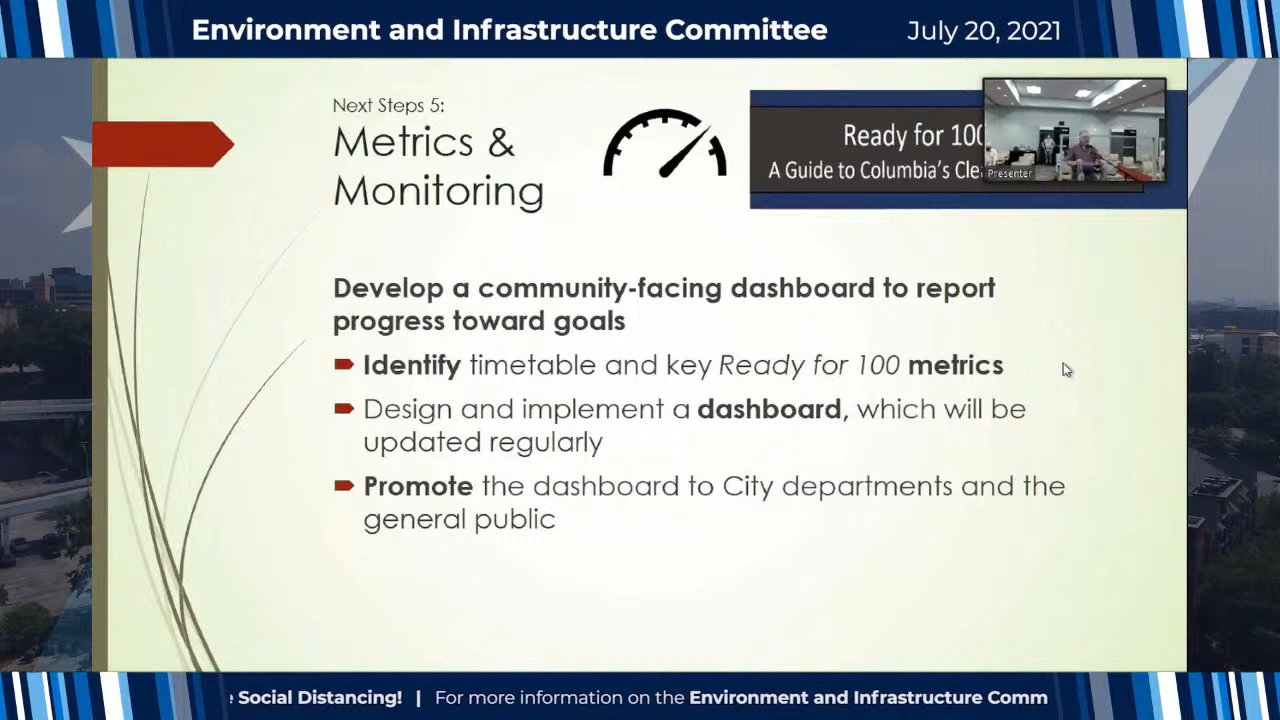 Environment and Infrastructure Committee
July 20, 2021
Next Steps 5:
Metrics &
Monitoring
Ready for 100
A Guide to Columbia's Cle
Presenter
Develop a community-facing dashboard to report
progress toward goals
Identify timetable and key Ready for 100 metrics
Design and implement a dashboard, which will be
updated regularly
Promote the dashboard to City departments and the
general public
Social Distancing! | For more information on the Environment and Infrastructure Comm